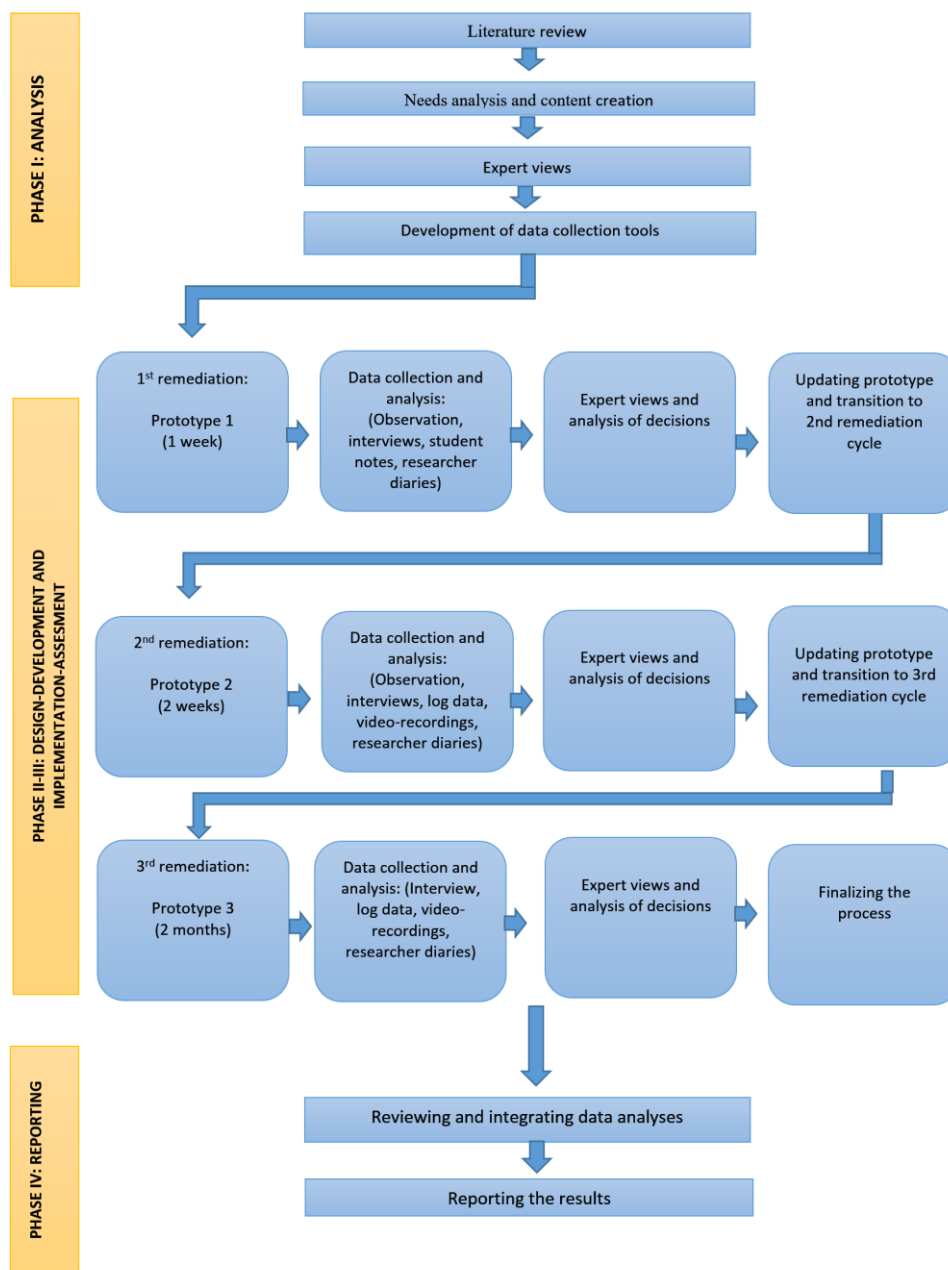 PHASE I: ANALYSIS
Literature review
Needs analysis and content creation
Expert views
Development of data collection tools
PHASE II-III: DESIGN-DEVELOPMENT AND
IMPLEMENTATION-ASSESMENT
1st remediation:
Prototype 1
(1 week)
Data collection and
analysis:
(Observation,
interviews, student
notes, researcher
diaries)
Expert views and
analysis of decisions
Updating prototype
and transition to
2nd remediation
cycle
2nd remediation:
Prototype 2
(2 weeks)
Data collection and
analysis:
(Observation,
interviews, log data,
video-recordings,
researcher diaries)
Expert views and
analysis of decisions
Updating prototype
and transition to 3rd
remediation cycle
3rd remediation:
Prototype 3
(2 months)
Data collection and
analysis: (Interview,
log data, video-
recordings,
researcher diaries)
Expert views and
analysis of decisions
Finalizing the
process
PHASE IV: REPORTING
Reviewing and integrating data analyses
Reporting the results